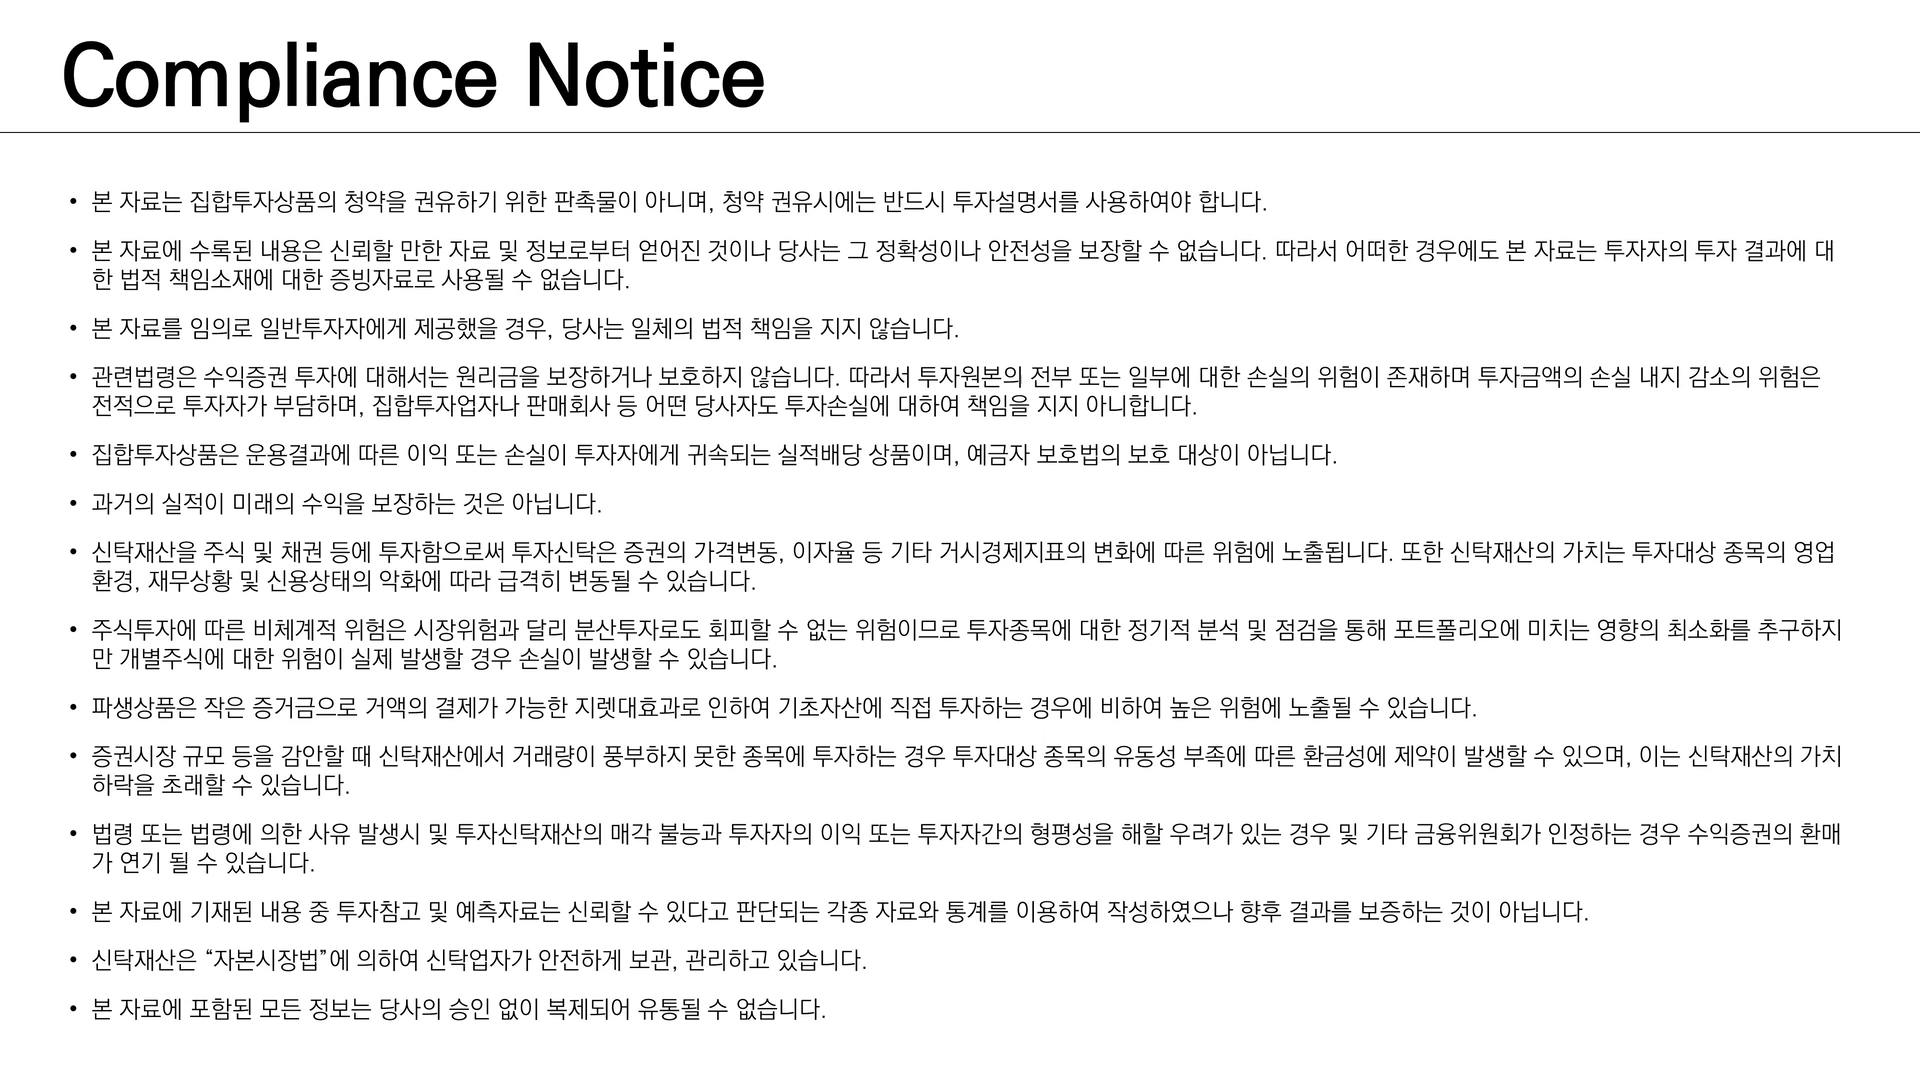 Compliance Notice
• 본 자료는 집합투자상품의 청약을 권유하기 위한 판촉물이 아니며, 청약 권유시에는 반드시 투자설명서를 사용하여야 합니다.
• 본 자료에 수록된 내용은 신뢰할 만한 자료 및 정보로부터 얻어진 것이나 당사는 그 정확성이나 안전성을 보장할 수 없습니다. 따라서 어떠한 경우에도 본 자료는 투자자의 투자 결과에 대
한 법적 책임소재에 대한 증빙자료로 사용될 수 없습니다.
• 본 자료를 임의로 일반투자자에게 제공했을 경우, 당사는 일체의 법적 책임을 지지 않습니다.
• 관련법령은 수익증권 투자에 대해서는 원리금을 보장하거나 보호하지 않습니다. 따라서 투자원본의 전부 또는 일부에 대한 손실의 위험이 존재하며 투자금액의 손실 내지 감소의 위험은
전적으로 투자자가 부담하며, 집합투자업자나 판매회사 등 어떤 당사자도 투자손실에 대하여 책임을 지지 아니합니다.
• 집합투자상품은 운용결과에 따른 이익 또는 손실이 투자자에게 귀속되는 실적배당 상품이며, 예금자 보호법의 보호 대상이 아닙니다.
• 과거의 실적이 미래의 수익을 보장하는 것은 아닙니다.
• 신탁재산을 주식 및 채권 등에 투자함으로써 투자신탁은 증권의 가격변동, 이자율 등 기타 거시경제지표의 변화에 따른 위험에 노출됩니다. 또한 신탁재산의 가치는 투자대상 종목의 영업
환경, 재무상황 및 신용상태의 악화에 따라 급격히 변동될 수 있습니다.
• 주식투자에 따른 비체계적 위험은 시장위험과 달리 분산투자로도 회피할 수 없는 위험이므로 투자종목에 대한 정기적 분석 및 점검을 통해 포트폴리오에 미치는 영향의 최소화를 추구하지
만 개별주식에 대한 위험이 실제 발생할 경우 손실이 발생할 수 있습니다.
• 파생상품은 작은 증거금으로 거액의 결제가 가능한 지렛대효과로 인하여 기초자산에 직접 투자하는 경우에 비하여 높은 위험에 노출될 수 있습니다.
• 증권시장 규모 등을 감안할 때 신탁재산에서 거래량이 풍부하지 못한 종목에 투자하는 경우 투자대상 종목의 유동성 부족에 따른 환금성에 제약이 발생할 수 있으며, 이는 신탁재산의 가치
하락을 초래할 수 있습니다.
• 법령 또는 법령에 의한 사유 발생시 및 투자신탁재산의 매각 불능과 투자자의 이익 또는 투자자간의 형평성을 해할 우려가 있는 경우 및 기타 금융위원회가 인정하는 경우 수익증권의 환매
가 연기 될 수 있습니다.
• 본 자료에 기재된 내용 중 투자참고 및 예측자료는 신뢰할 수 있다고 판단되는 각종 자료와 통계를 이용하여 작성하였으나 향후 결과를 보증하는 것이 아닙니다.
• 신탁재산은 “자본시장법”에 의하여 신탁업자가 안전하게 보관, 관리하고 있습니다.
• 본 자료에 포함된 모든 정보는 당사의 승인 없이 복제되어 유통될 수 없습니다.